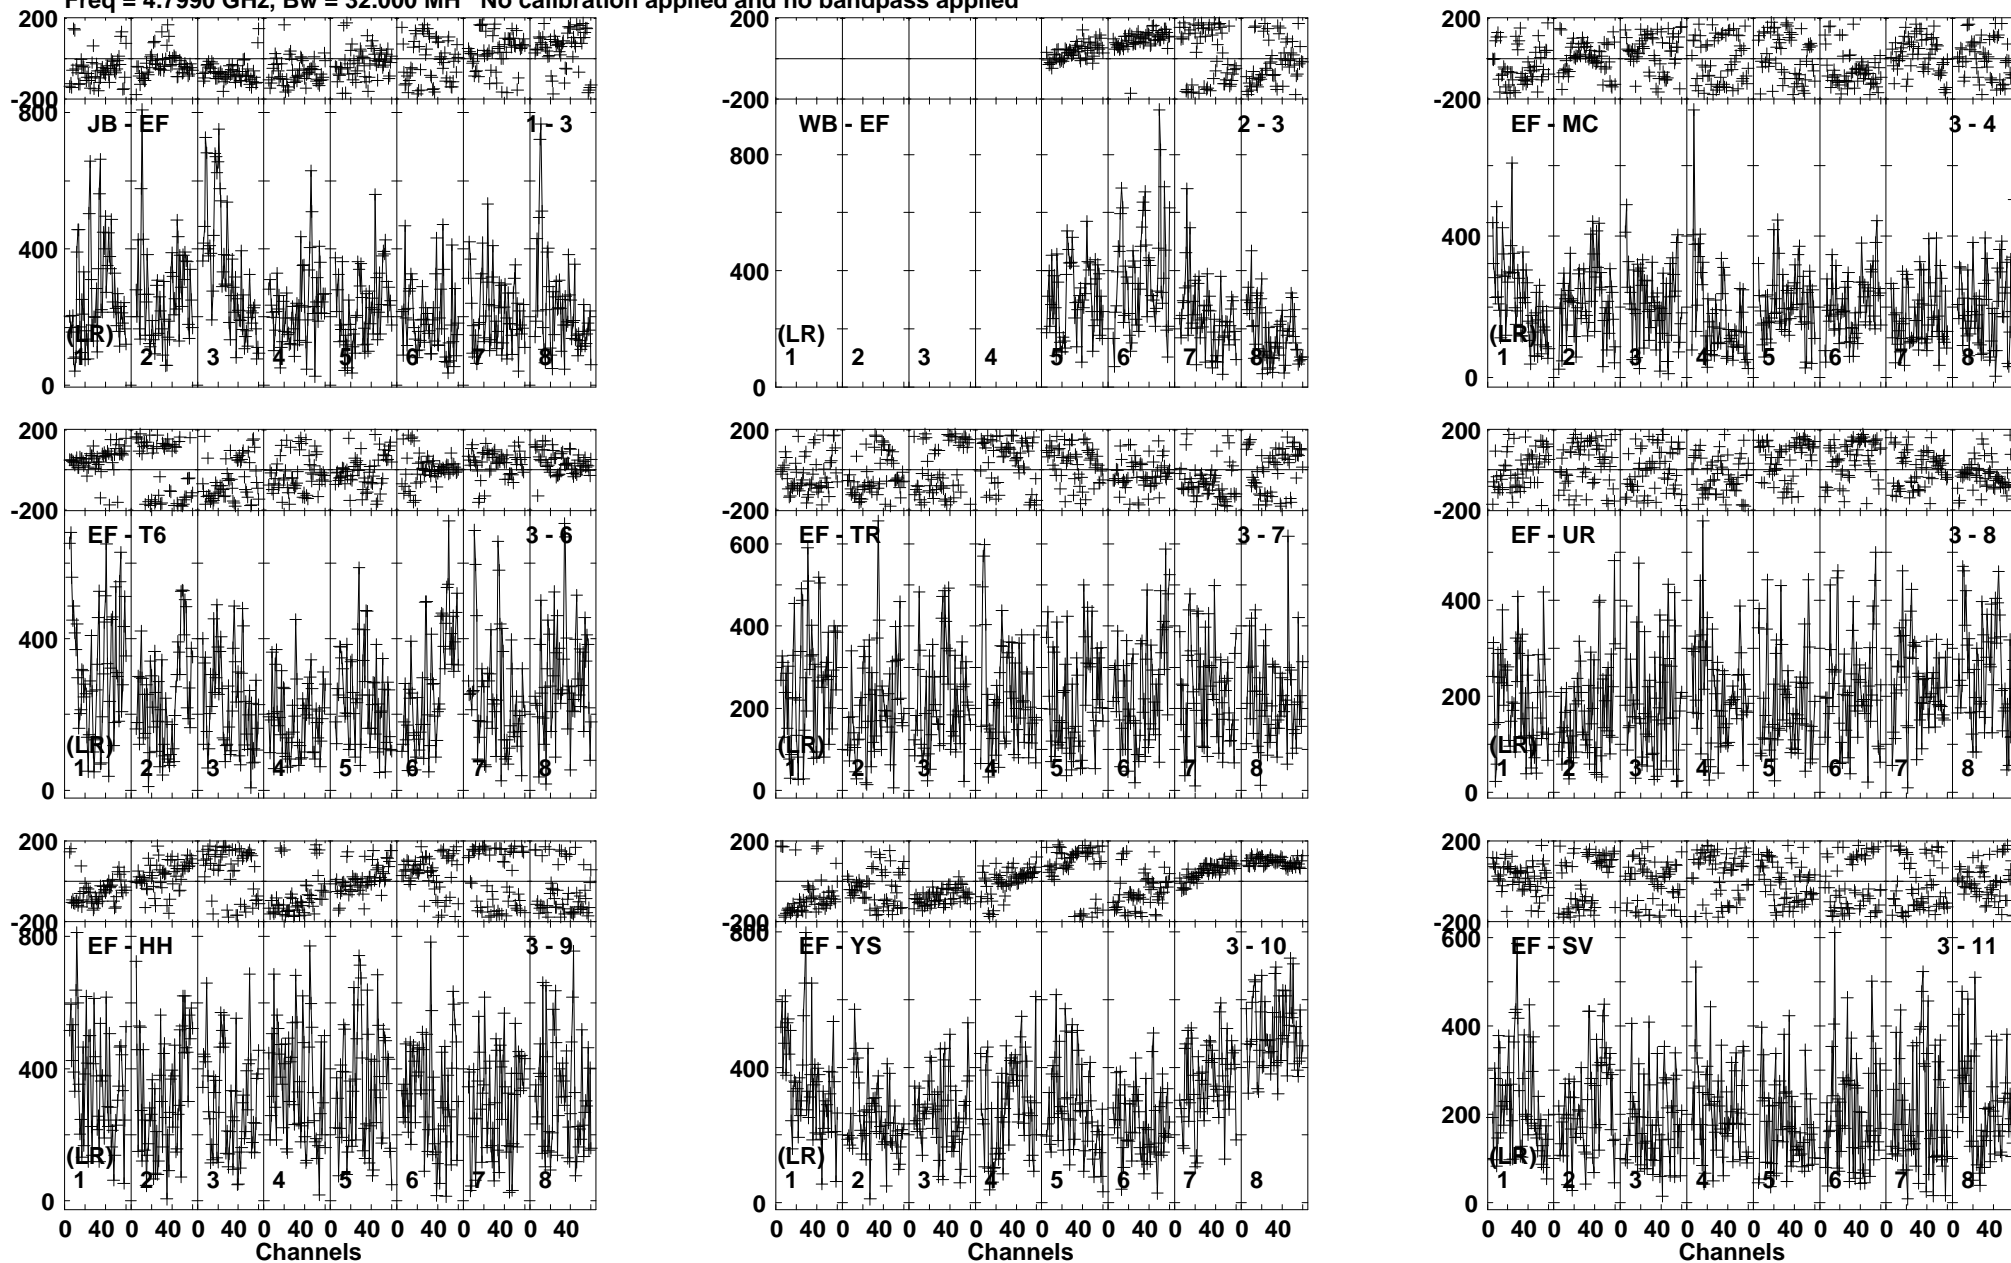 Freq = 4.7990 GHz, Bw = 32.000 MH No calibration applied and no bandpass applied
200 200 200
-200 -200 -200
800 JB - EF 1 - 3 WB - EF 2 - 3 EF - MC 3 - 4
800
400 400 400
(LR) (LR) (LR)
1 2 3 4 5 6 7 8 1 2 3 4 5 6 7 8 1 2 3 4 5 6 7 8
0 0 0
200 200 200
-200 -200 -200
EF - T6 3 - 6 EF - TR 3 - 7 EF - UR 3 - 8
600
400 400 400
200 200
(LR) (LR) (LR)
1 2 3 4 5 6 7 8 1 2 3 4 5 6 7 8 1 2 3 4 5 6 7 8
0 0 0
200 200 200
-200 -200 -200
800 EF - HH 3 - 9 800 EF - YS 3 - 10 600 EF - SV 3 - 11
400 400 400
200
(LR) (LR) (LR)
1 2 3 4 5 6 7 8 1 2 3 4 5 6 7 8 1 2 3 4 5 6 7 8
0 0 0
0 40 0 40 0 40 0 40 0 40 0 40 0 40 0 40 0 40 0 40 0 40 0 40 0 40 0 40 0 40 0 40 0 40 0 40 0 40 0 40 0 40 0 40 0 40 0 40
Channels Channels Channels